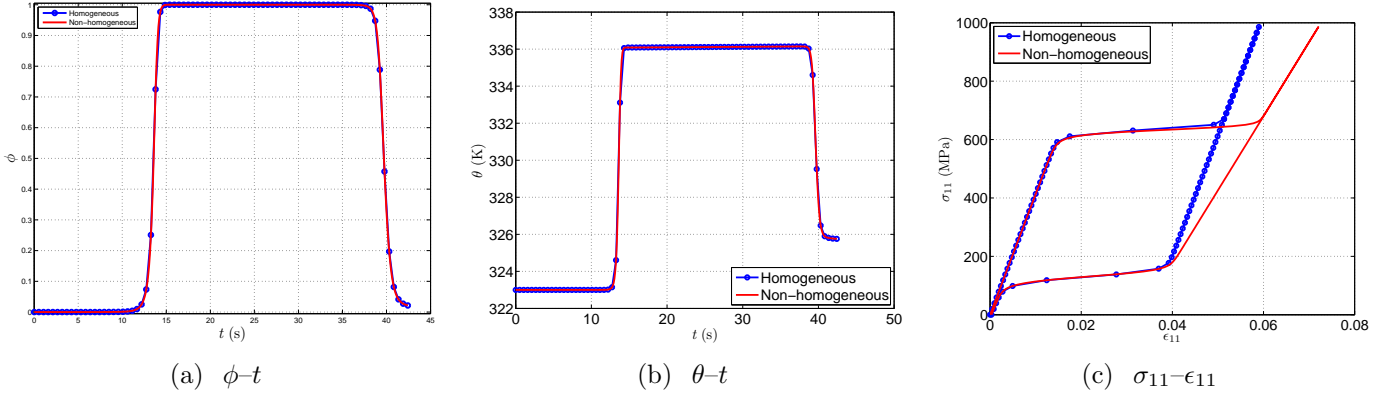 1
0.9
0.8
0.7
0.6
0.5
0.4
0.3
0.2
0.1
0
ϕ
Homogeneous
Non−homogeneous
0 5 10 15 20 25 30 35 40 45
t (s)
(a) ϕ–t
338
336
334
332
330
328
326
324
322
θ (K)
Homogeneous
Non−homogeneous
0 10 20 30 40 50
t (s)
(b) θ–t
1000
800
600
400
200
0
σ11 (MPa)
Homogeneous
Non−homogeneous
0 0.02 0.04 0.06 0.08
ϵ11
(c) σ11–ϵ11